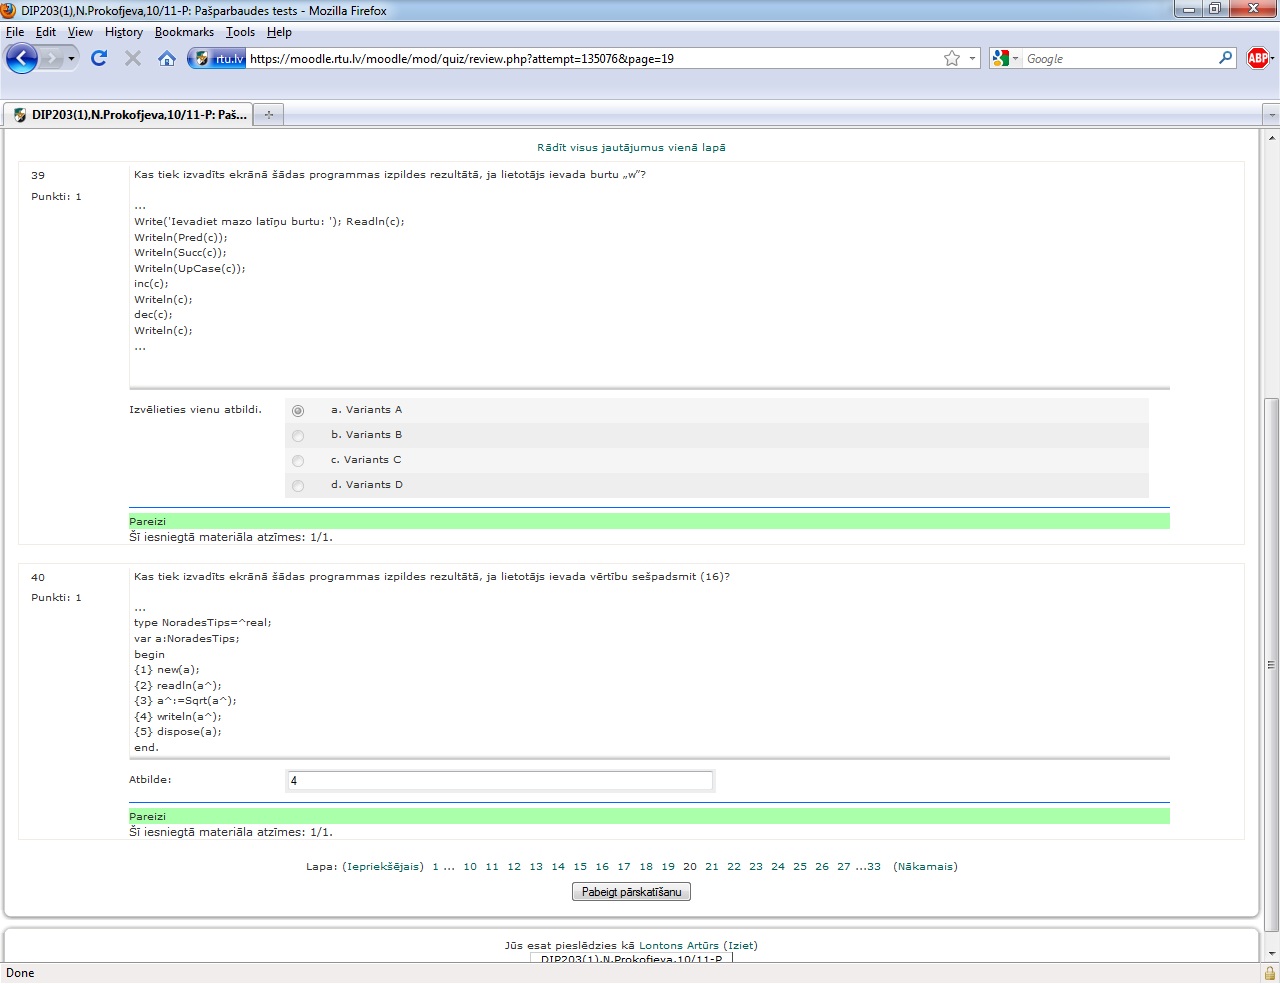 DIP203(1),N.Prokofjeva,10/11-P: Pašparbaudes tests - Mozilla Firefox
File Edit View History Bookmarks Tools Help
rtu.lv https://moodle.rtu.lv/moodle/mod/quiz/review.php?attempt=135076&page=19
Google
ABP
DIP203(1),N.Prokofjeva,10/11-P: Paš...
Rādīt visus jautājumus vienā lapā
39
Punkti: 1
Kas tiek izvadīts ekrānā šādas programmas izpildes rezultātā, ja lietotājs ievada burtu „w”?
...
Write('Ievadiet mazo latīņu burtu: '); Readln(c);
Writeln(Pred(c));
Writeln(Succ(c));
Writeln(UpCase(c));
inc(c);
Writeln(c);
dec(c);
Writeln(c);
...
Izvēlieties vienu atbildi.
a. Variants A
b. Variants B
c. Variants C
d. Variants D
Pareizi
Šī iesniegtā materiāla atzīmes: 1/1.
40
Punkti: 1
Kas tiek izvadīts ekrānā šādas programmas izpildes rezultātā, ja lietotājs ievada vērtību sešpadsmit (16)?
...
type NoradesTips=^real;
var a:NoradesTips;
begin
{1} new(a);
{2} readln(a^);
{3} a^:=Sqrt(a^);
{4} writeln(a^);
{5} dispose(a);
end.
Atbilde:
4
Pareizi
Šī iesniegtā materiāla atzīmes: 1/1.
Lapa: (Iepriekšējais) 1 ... 10 11 12 13 14 15 16 17 18 19 20 21 22 23 24 25 26 27 ...33 (Nākamais)
Pabeigt pārskatīšanu
Jūs esat pieslēdzies kā Lontons Artūrs (Iziet)
DIP203(1),N.Prokofjeva,10/11-P
Done